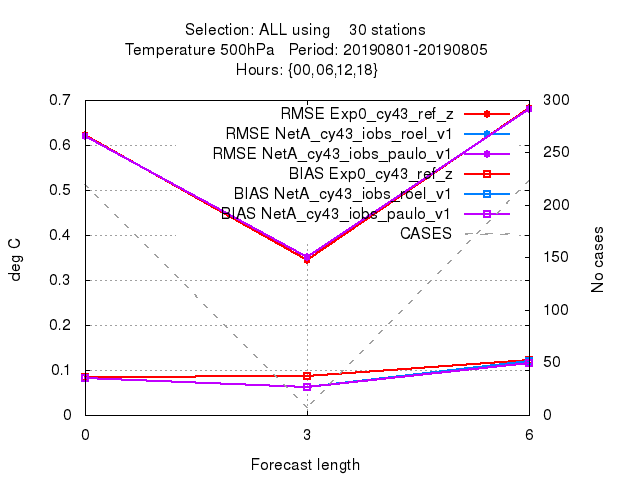 Selection: ALL using 30 stations
Temperature 500hPa Period: 20190801-20190805
Hours: {00,06,12,18}
0.7
0.6
0.5
0.4
0.3
0.2
0.1
0
deg C
RMSE Exp0_cy43_ref_z
RMSE NetA_cy43_iobs_roel_v1
RMSE NetA_cy43_iobs_paulo_v1
BIAS Exp0_cy43_ref_z
BIAS NetA_cy43_iobs_roel_v1
BIAS NetA_cy43_iobs_paulo_v1
CASES
300
250
200
150
100
50
0
No cases
0 3 6
Forecast length